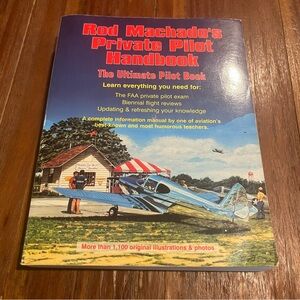 Rod Machado's
Private Pilot
Handbook
The Ultimate Pilot Book
Learn everything you need for:
The FAA private pilot exam
Biennial flight reviews
Updating & refreshing your knowledge
A complete information manual by one of aviation's
best-known and most humorous teachers.
More than 1,100 original illustrations & photos